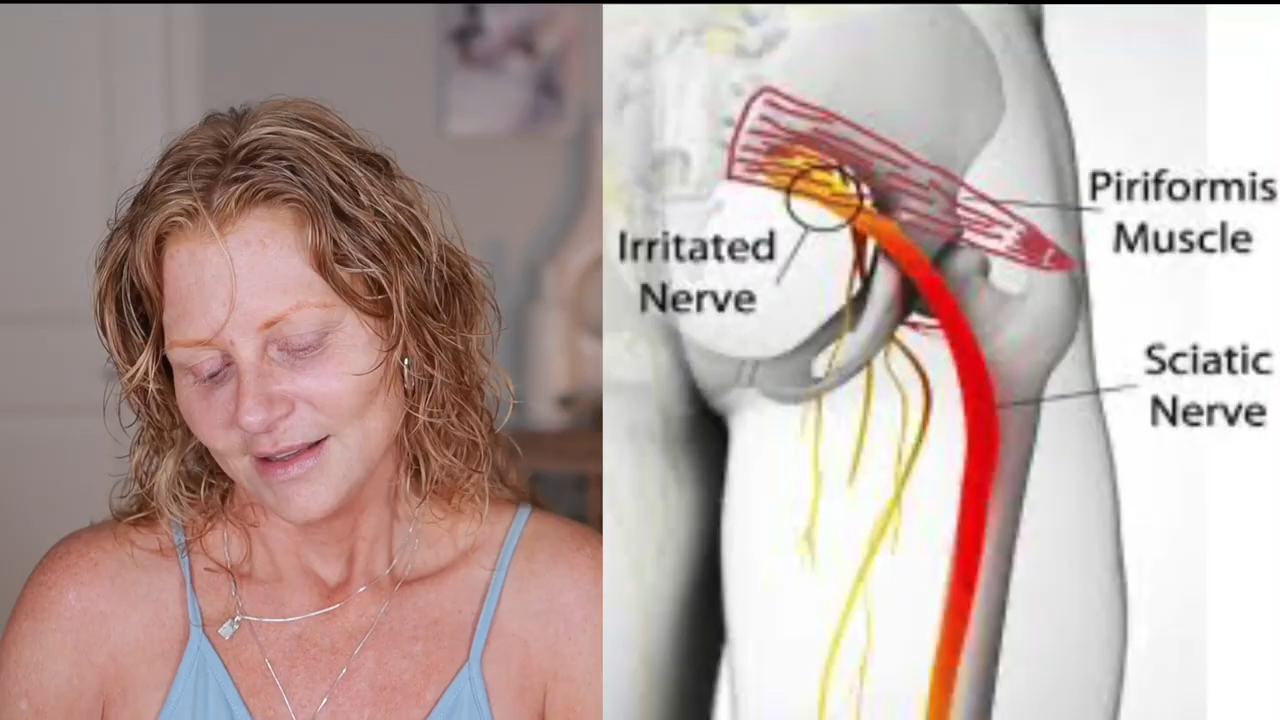 Piriformis
Muscle
Irritated
Nerve
Sciatic
Nerve